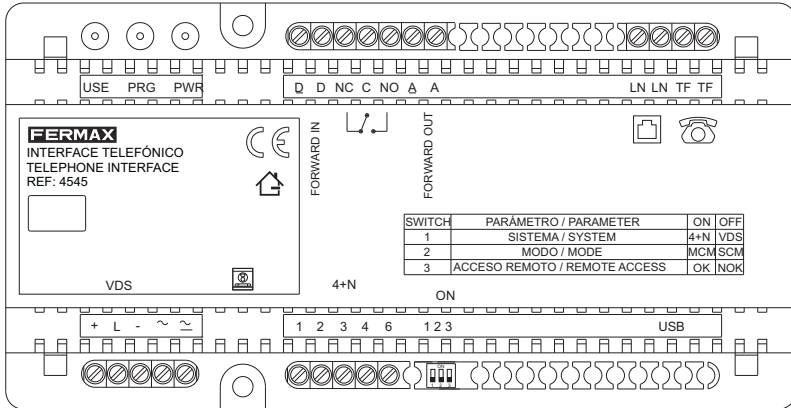 USE PRG PWR
D D NC C NO A A
LN LN TF TF
FERMAX
INTERFACE TELEFÓNICO
TELEPHONE INTERFACE
REF: 4545
CE
FORWARD IN
FORWARD OUT
SWITCH PARÁMETRO / PARAMETER ON OFF
1 SISTEMA / SYSTEM 4+N VDS
2 MODO / MODE MCM SCM
3 ACCESO REMOTO / REMOTE ACCESS OK NOK
VDS
4+N
ON
+ L - ~ ~
1 2 3 4 6
1 2 3
USB